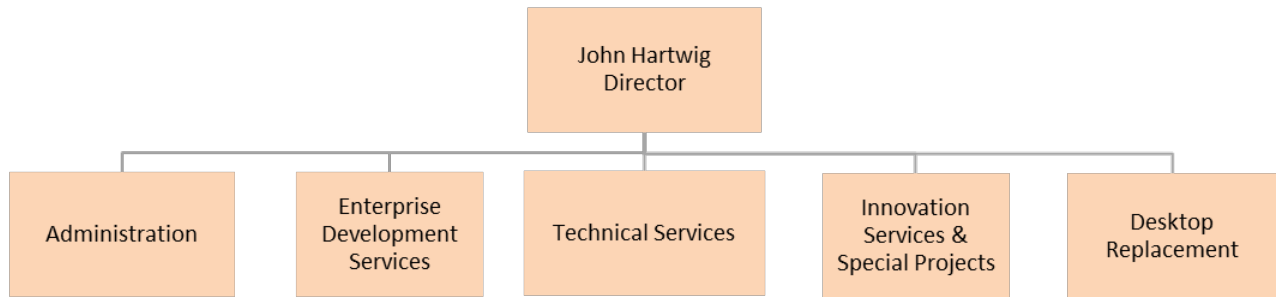 John Hartwig
Director
Administration
Enterprise
Development
Services
Technical Services
Innovation
Services &
Special Projects
Desktop
Replacement